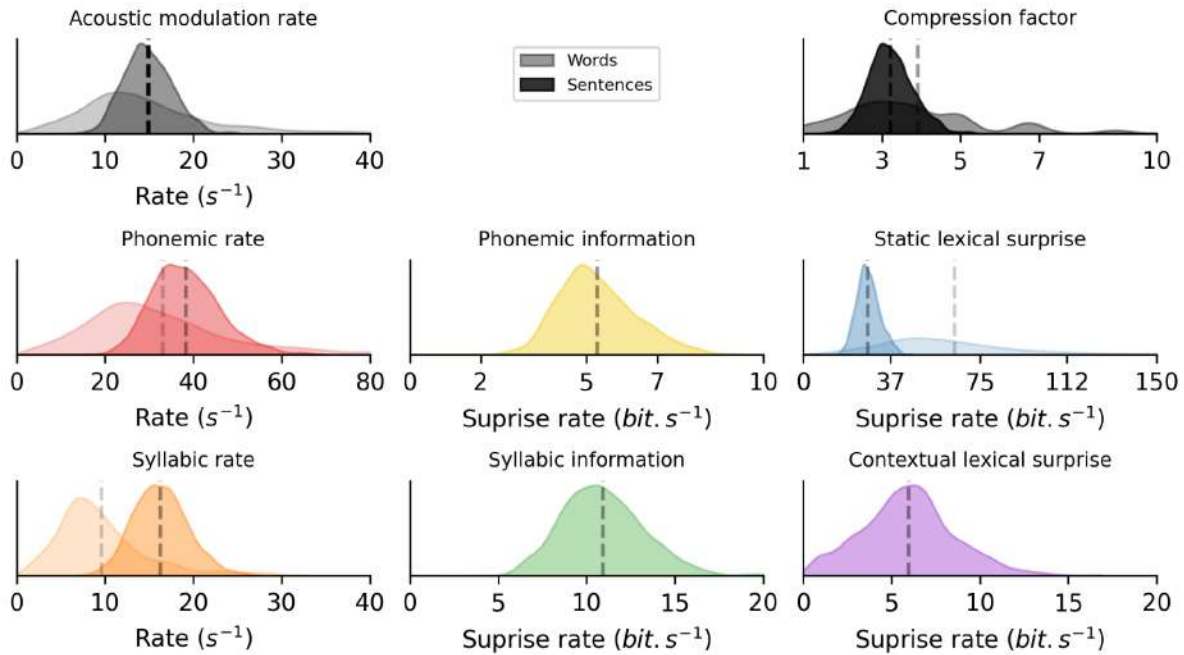 Acoustic modulation rate
Compression factor
Words
Sentences
0 10 20 30 40
1 3 5 7 10
Rate (s⁻¹)
Phonemic rate
Phonemic information
Static lexical surprise
0 20 40 60 80
0 2 5 7 10
0 37 75 112 150
Rate (s⁻¹)
Suprise rate (bit. s⁻¹)
Suprise rate (bit. s⁻¹)
Syllabic rate
Syllabic information
Contextual lexical surprise
0 10 20 30 40
0 5 10 15 20
0 5 10 15 20
Rate (s⁻¹)
Suprise rate (bit. s⁻¹)
Suprise rate (bit. s⁻¹)